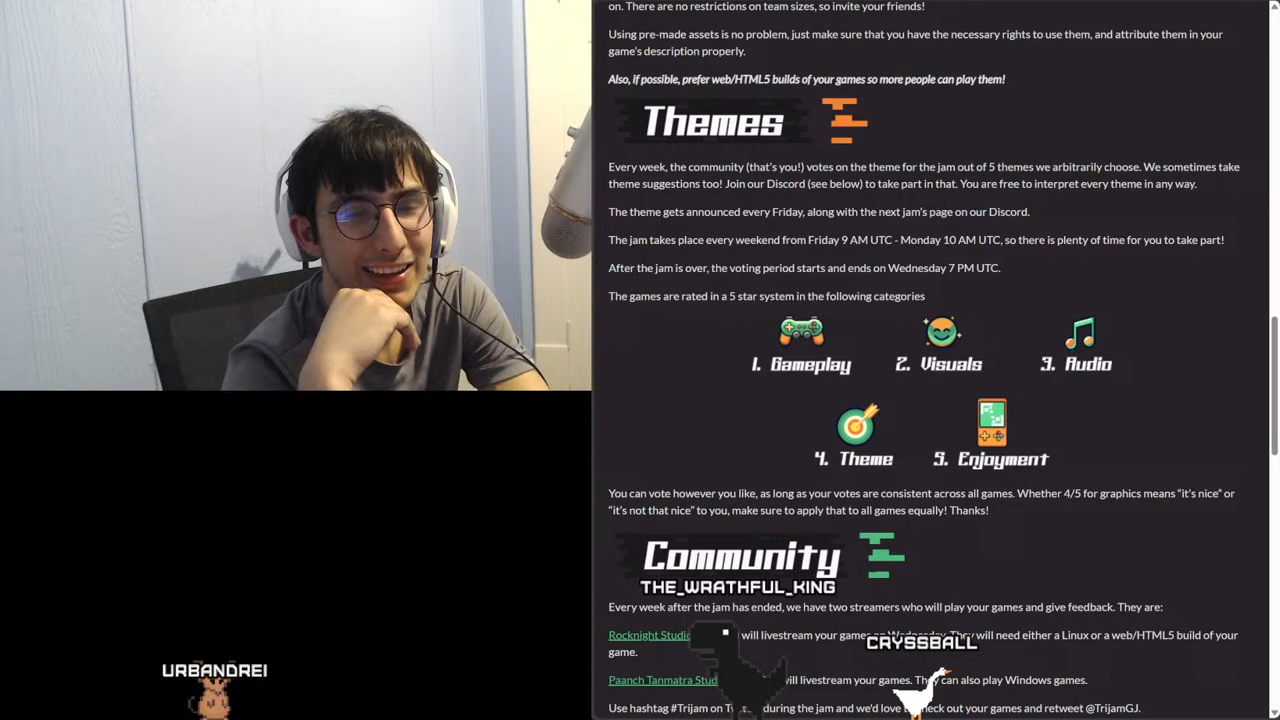 on. There are no restrictions on team sizes, so invite your friends!
Using pre-made assets is no problem, just make sure that you have the necessary rights to use them, and attribute them in your
game's description properly.
Also, if possible, prefer web/HTML5 builds of your games so more people can play them!
Themes
Every week, the community (that's you!) votes on the theme for the jam out of 5 themes we arbitrarily choose. We sometimes take
theme suggestions too! Join our Discord (see below) to take part in that. You are free to interpret every theme in any way.
The theme gets announced every Friday, along with the next jam's page on our Discord.
The jam takes place every weekend from Friday 9 AM UTC - Monday 10 AM UTC, so there is plenty of time for you to take part!
After the jam is over, the voting period starts and ends on Wednesday 7 PM UTC.
The games are rated in a 5 star system in the following categories
1. Gameplay
2. Visuals
3. Audio
4. Theme
5. Enjoyment
You can vote however you like, as long as your votes are consistent across all games. Whether 4/5 for graphics means “it's nice” or
“it's not that nice” to you, make sure to apply that to all games equally! Thanks!
Community
THE_WRATHFUL_KING
Every week after the jam has ended, we have two streamers who will play your games and give feedback. They are:
Rocknight will livestream your games on Wednesday. They will need either a Linux or a web/HTML5 build of your
game.
CRYSSBALL
URBANDREI
Paanch Tanmatra will livestream your games. They can also play Windows games.
Use hashtag #Trijam on during the jam and we'd love check out your games and retweet @TrijamGJ.